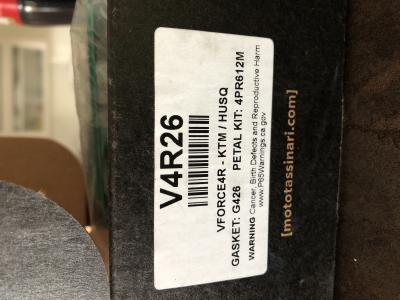 V4R26
VFORCE4R - KTM / HUSQ
GASKET: G426 PETAL KIT: 4PR612M
WARNING Cancer, Birth Defects and Reproductive Harm
www.P65Warnings.ca.gov
[mototassinari.com]